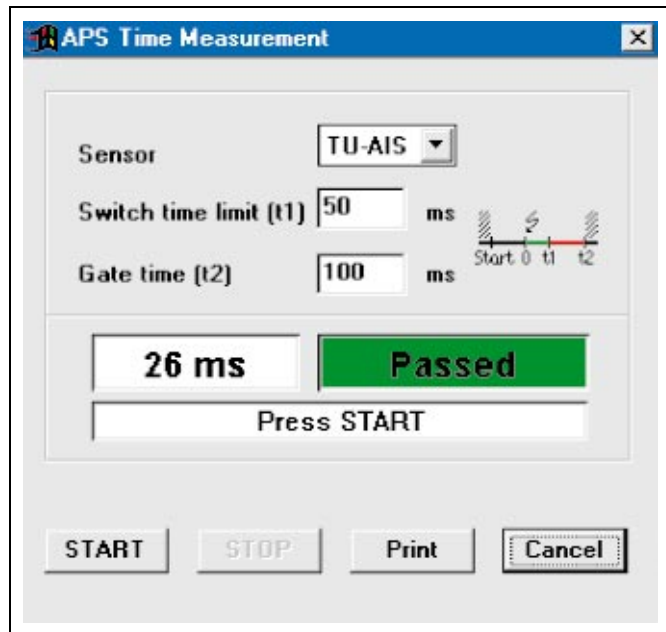 APS Time Measurement
Sensor TU-AIS
Switch time limit (t1) 50 ms
Start 0 t1 t2
Gate time (t2) 100 ms
26 ms Passed
Press START
START STOP Print Cancel